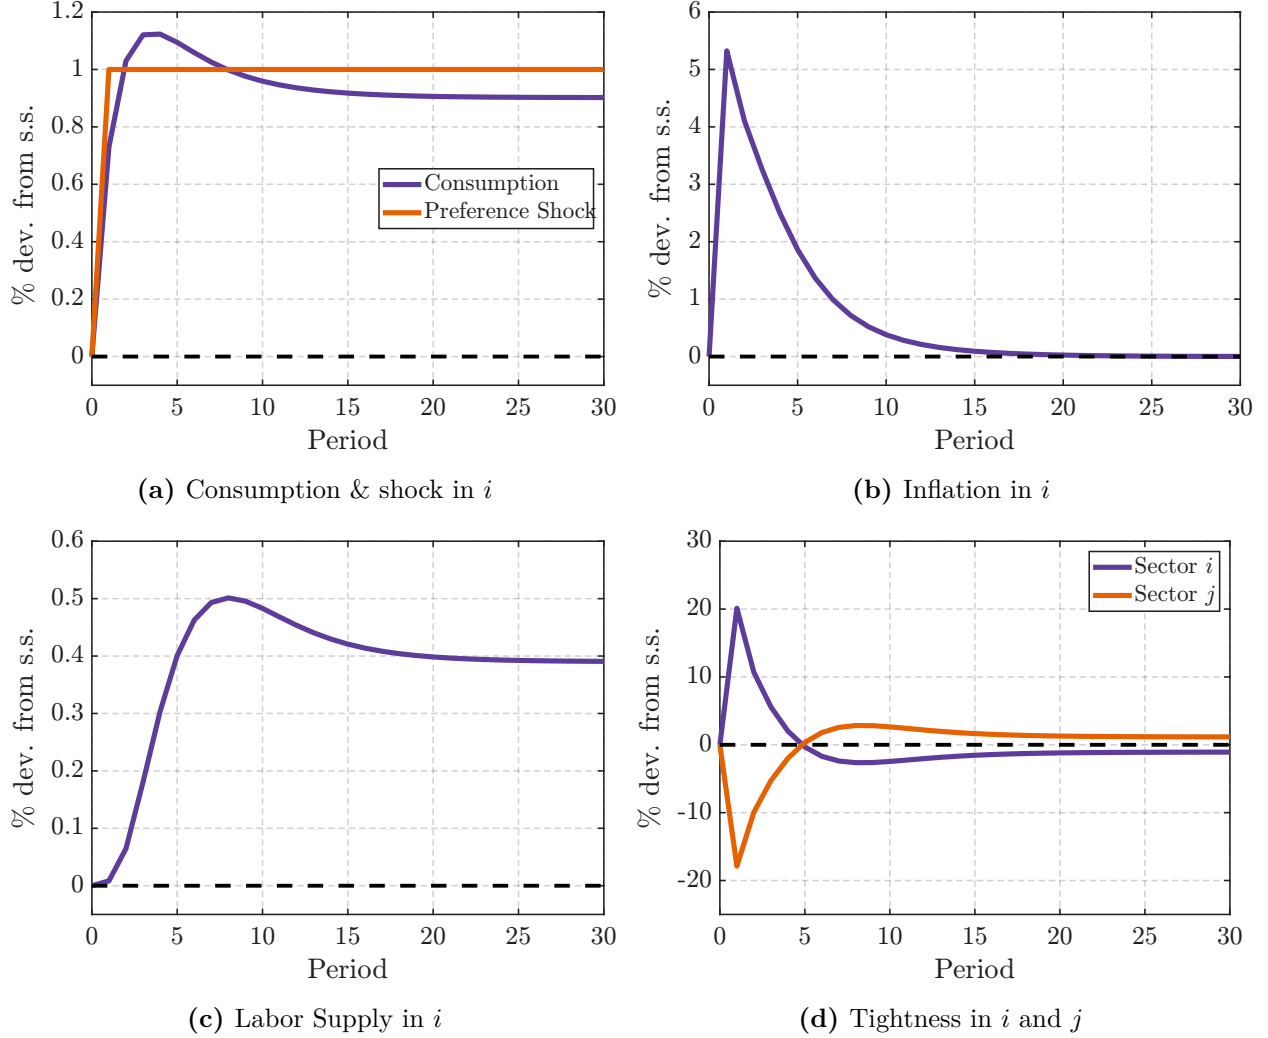 % dev. from s.s.
1.2
1
0.8
0.6
0.4
0.2
0
Consumption
Preference Shock
0 5 10 15 20 25 30
Period
(a) Consumption & shock in i
% dev. from s.s.
6
5
4
3
2
1
0
0 5 10 15 20 25 30
Period
(b) Inflation in i
% dev. from s.s.
0.6
0.5
0.4
0.3
0.2
0.1
0
0 5 10 15 20 25 30
Period
(c) Labor Supply in i
% dev. from s.s.
30
20
10
0
-10
-20
Sector i
Sector j
0 5 10 15 20 25 30
Period
(d) Tightness in i and j